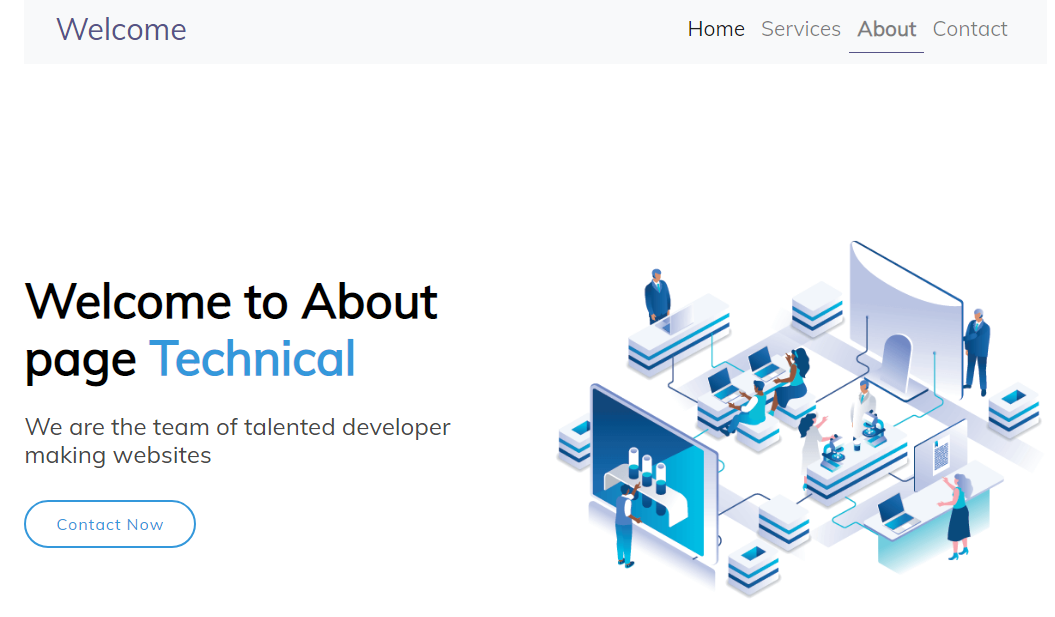 Welcome
Home Services About Contact
Welcome to About
page Technical
We are the team of talented developer
making websites
Contact Now